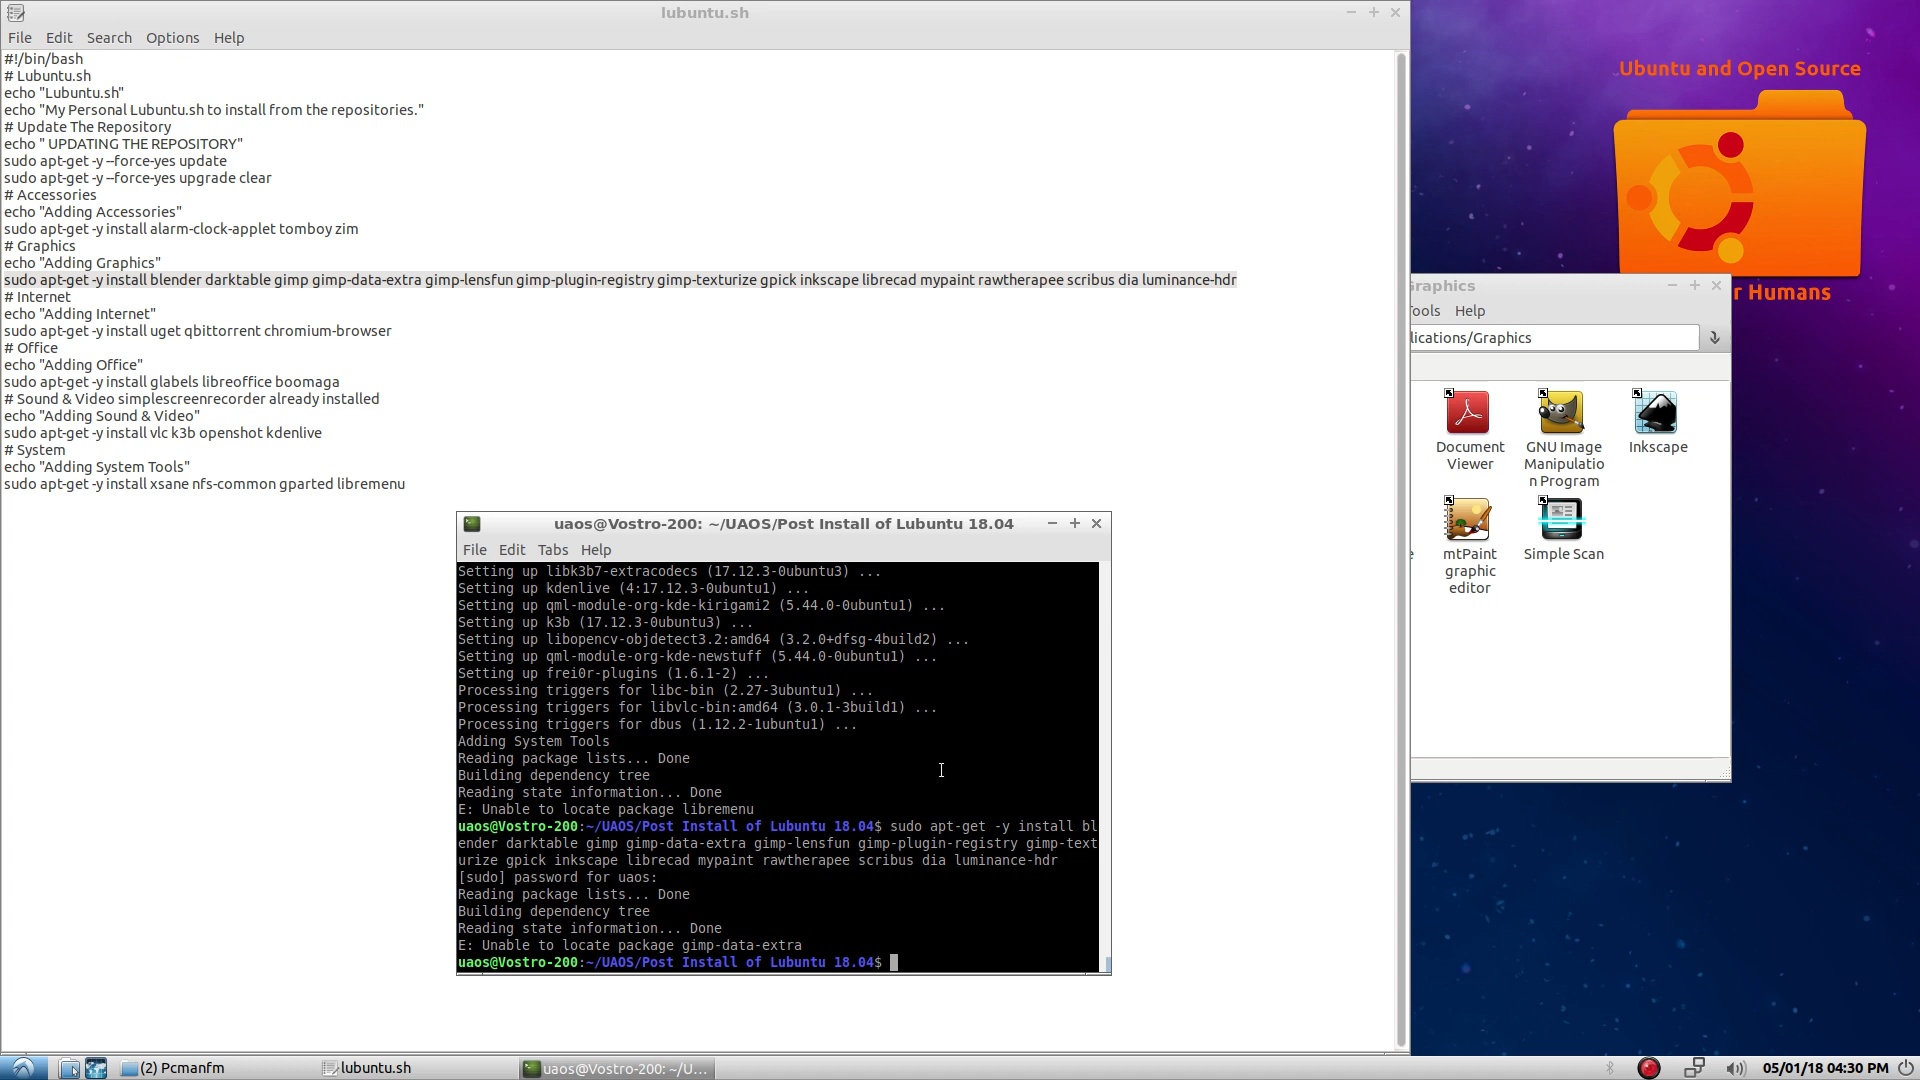 lubuntu.sh
File Edit Search Options Help
#!/bin/bash
# Lubuntu.sh
echo "Lubuntu.sh"
echo "My Personal Lubuntu.sh to install from the repositories."
# Update The Repository
echo " UPDATING THE REPOSITORY"
sudo apt-get -y --force-yes update
sudo apt-get -y --force-yes upgrade clear
# Accessories
echo "Adding Accessories"
sudo apt-get -y install alarm-clock-applet tomboy zim
# Graphics
echo "Adding Graphics"
sudo apt-get -y install blender darktable gimp gimp-data-extra gimp-lensfun gimp-plugin-registry gimp-texturize gpick inkscape librecad mypaint rawtherapee scribus dia luminance-hdr
# Internet
echo "Adding Internet"
sudo apt-get -y install uget qbittorrent chromium-browser
# Office
echo "Adding Office"
sudo apt-get -y install glabels libreoffice boomaga
# Sound & Video simplescreenrecorder already installed
echo "Adding Sound & Video"
sudo apt-get -y install vlc k3b openshot kdenlive
# System
echo "Adding System Tools"
sudo apt-get -y install xsane nfs-common gparted libremenu
uaos@Vostro-200: ~/UAOS/Post Install of Lubuntu 18.04
File Edit Tabs Help
Setting up libk3b7-extracodecs (17.12.3-0ubuntu3) ...
Setting up kdenlive (4:17.12.3-0ubuntu1) ...
Setting up qml-module-org-kde-kirigami2 (5.44.0-0ubuntu1) ...
Setting up k3b (17.12.3-0ubuntu3) ...
Setting up libopencv-objdetect3.2:amd64 (3.2.0+dfsg-4build2) ...
Setting up qml-module-org-kde-newstuff (5.44.0-0ubuntu1) ...
Setting up frei0r-plugins (1.6.1-2) ...
Processing triggers for libc-bin (2.27-3ubuntu1) ...
Processing triggers for libvlc-bin:amd64 (3.0.1-3build1) ...
Processing triggers for dbus (1.12.2-1ubuntu1) ...
Adding System Tools
Reading package lists... Done
Building dependency tree
Reading state information... Done
E: Unable to locate package libremenu
uaos@Vostro-200:~/UAOS/Post Install of Lubuntu 18.04$ sudo apt-get -y install bl
ender darktable gimp gimp-data-extra gimp-lensfun gimp-plugin-registry gimp-text
urize gpick inkscape librecad mypaint rawtherapee scribus dia luminance-hdr
[sudo] password for uaos:
Reading package lists... Done
Building dependency tree
Reading state information... Done
E: Unable to locate package gimp-data-extra
uaos@Vostro-200:~/UAOS/Post Install of Lubuntu 18.04$
Ubuntu and Open Source
r Humans
Graphics
Tools Help
lications/Graphics
Document
Viewer
GNU Image
Manipulatio
n Program
Inkscape
mtPaint
graphic
editor
Simple Scan
(2) Pcmanfm
lubuntu.sh
uaos@Vostro-200: ~/U...
05/01/18 04:30 PM